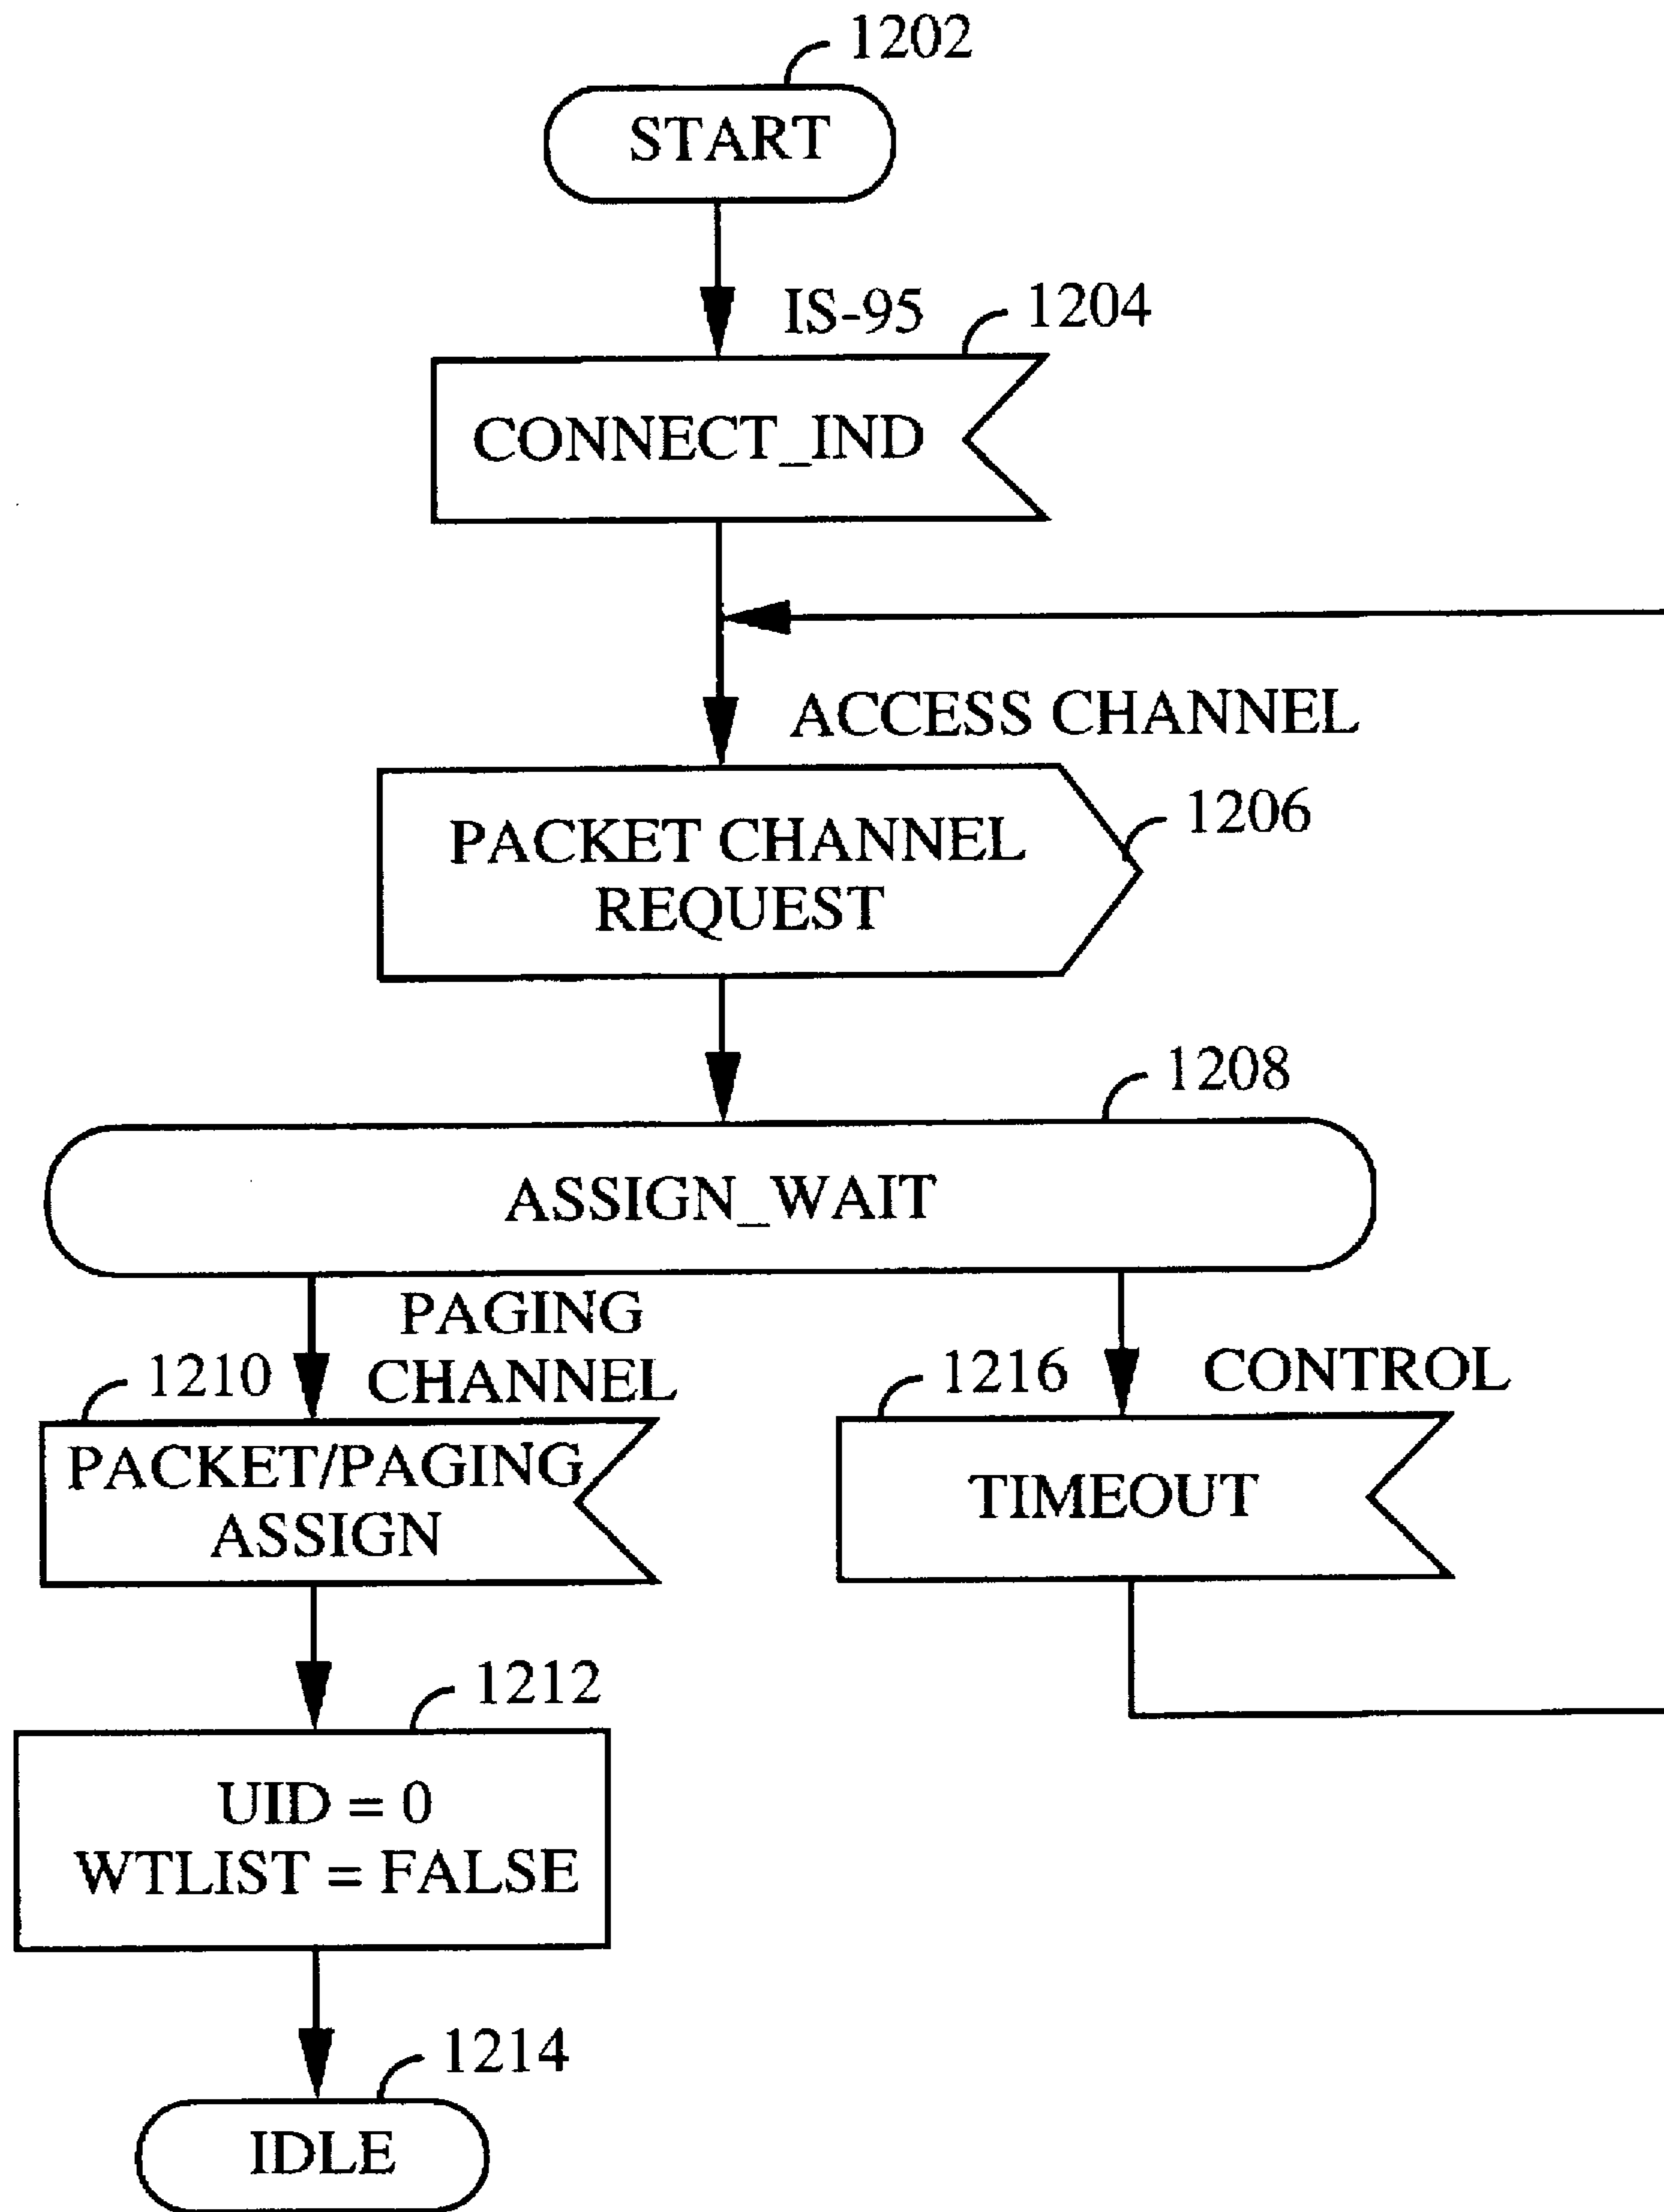 1202
START
IS-95
1204
CONNECT_IND
ACCESS CHANNEL
PACKET CHANNEL
REQUEST
1206
1208
ASSIGN_WAIT
PAGING
CHANNEL
1210
PACKET/PAGING
ASSIGN
1216
CONTROL
TIMEOUT
1212
UID = 0
WTLIST = FALSE
1214
IDLE